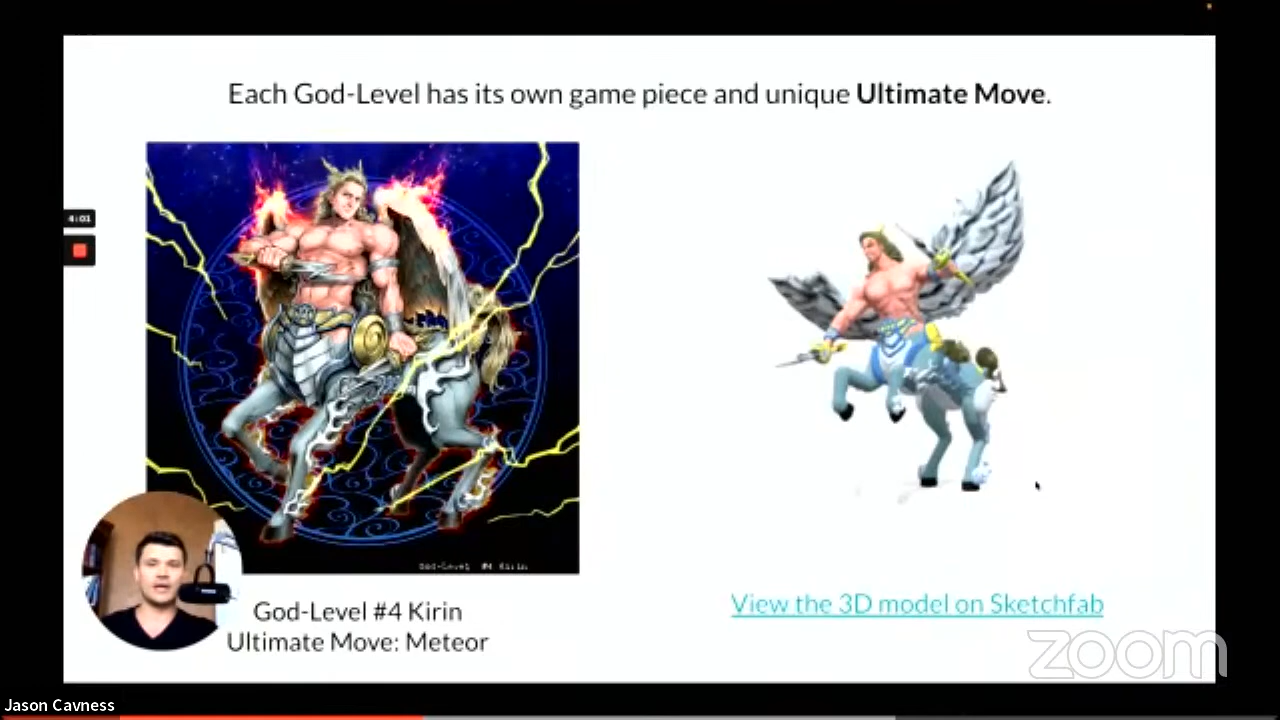 Each God-Level has its own game piece and unique Ultimate Move.
4:01
God-Level #4 Kirin
God-Level #4 Kirin
Ultimate Move: Meteor
View the 3D model on Sketchfab
zoom
Jason Cavness